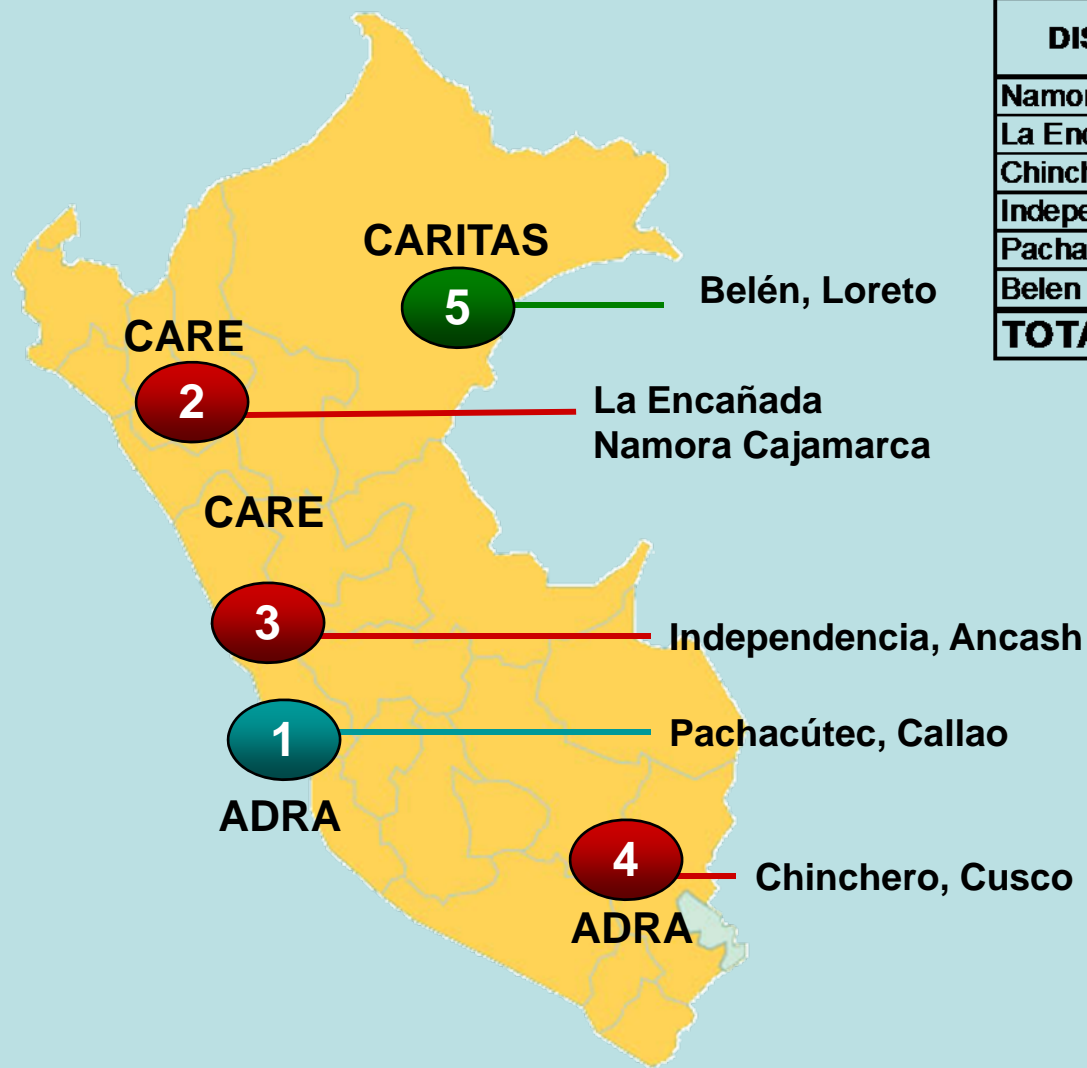 CARITAS
5
Belén, Loreto
CARE
2
La Encañada
Namora Cajamarca
CARE
3
Independencia, Ancash
1
Pachacútec, Callao
ADRA
4
Chinchero, Cusco
ADRA
Belen